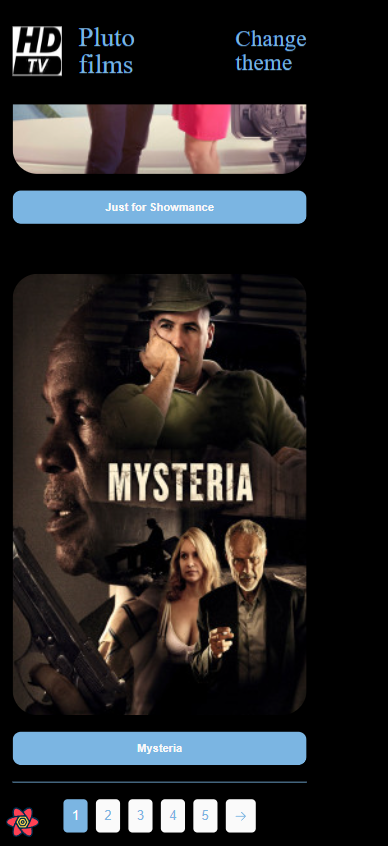 HD
TV
Pluto
films
Change
theme
Just for Showmance
MYSTERIA
Mysteria
1 2 3 4 5 →